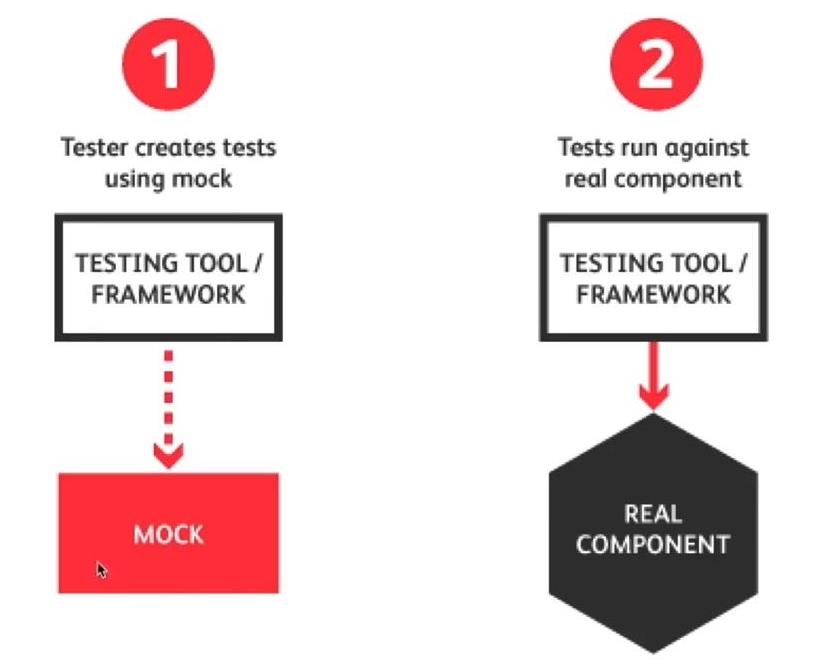 1
Tester creates tests
using mock
TESTING TOOL /
FRAMEWORK
MOCK
2
Tests run against
real component
TESTING TOOL /
FRAMEWORK
REAL
COMPONENT